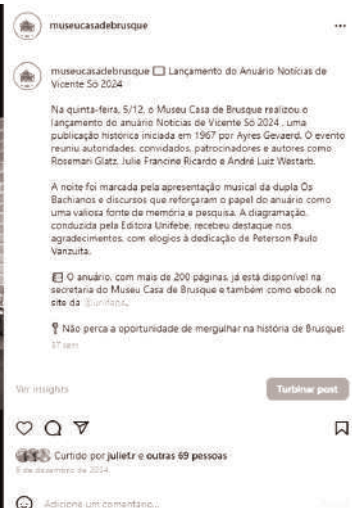 museucasadebrusque
museucasadebrusque Lançamento do Anuário Notícias de
Vicente Só 2024
Na quinta-feira, 5/12, o Museu Casa de Brusque realizou o
lançamento do anuário Notícias de Vicente Só 2024 , uma
publicação histórica iniciada em 1967 por Ayres Gevaerd. O evento
reuniu autoridades, convidados, patrocinadores e autores como
Rosemari Glatz, Julie Francine Ricardo e André Luiz Westarb.
A noite foi marcada pela apresentação musical da dupla Os
Bachianos e discursos que reforçaram o papel do anuário como
uma valiosa fonte de memória e pesquisa. A diagramação,
conduzida pela Editora Unifebe, recebeu destaque nos
agradecimentos, com elogios à dedicação de Peterson Paulo
Vanzuita.
O anuário, com mais de 200 páginas, já está disponível na
secretaria do Museu Casa de Brusque e também como ebook no
site da
Não perca a oportunidade de mergulhar na história de Brusque!
37 sem
Ver insights
Turbinar post
Curtido por julietr e outras 69 pessoas
de dezembro de 2024
Adicione um comentário...